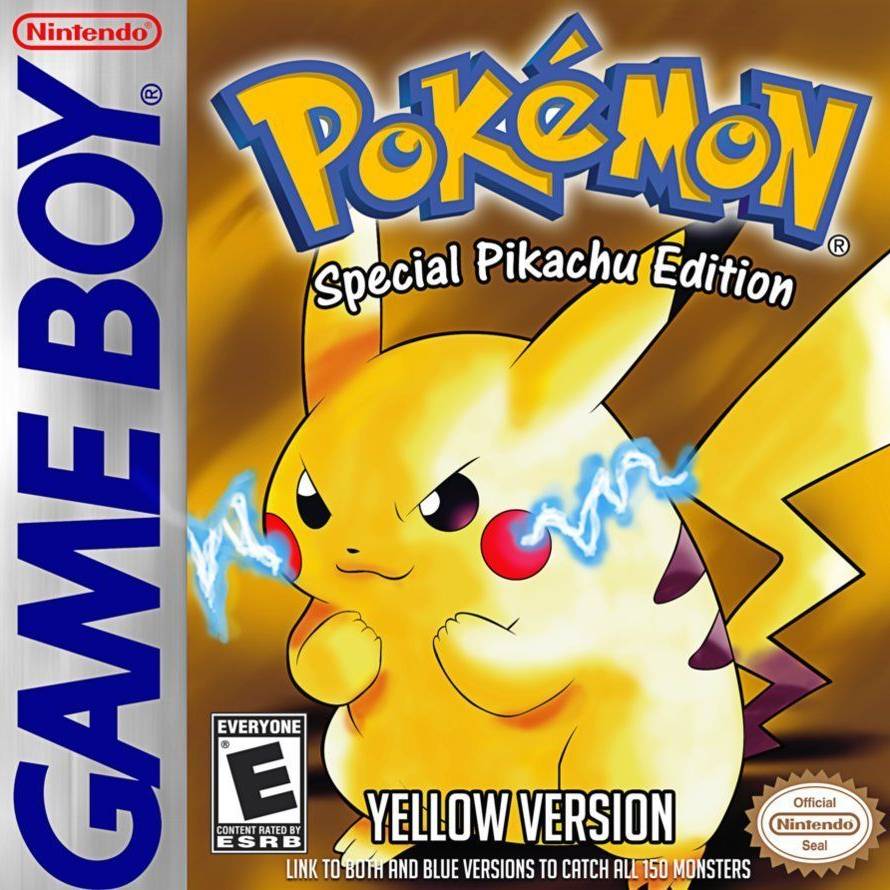 Nintendo®
GAME BOY®
POKéMON®
Special Pikachu Edition
EVERYONE
®
E
CONTENT RATED BY
ESRB
YELLOW VERSION
LINK TO BOTH AND BLUE VERSIONS TO CATCH ALL 150 MONSTERS
Official
Nintendo
Seal